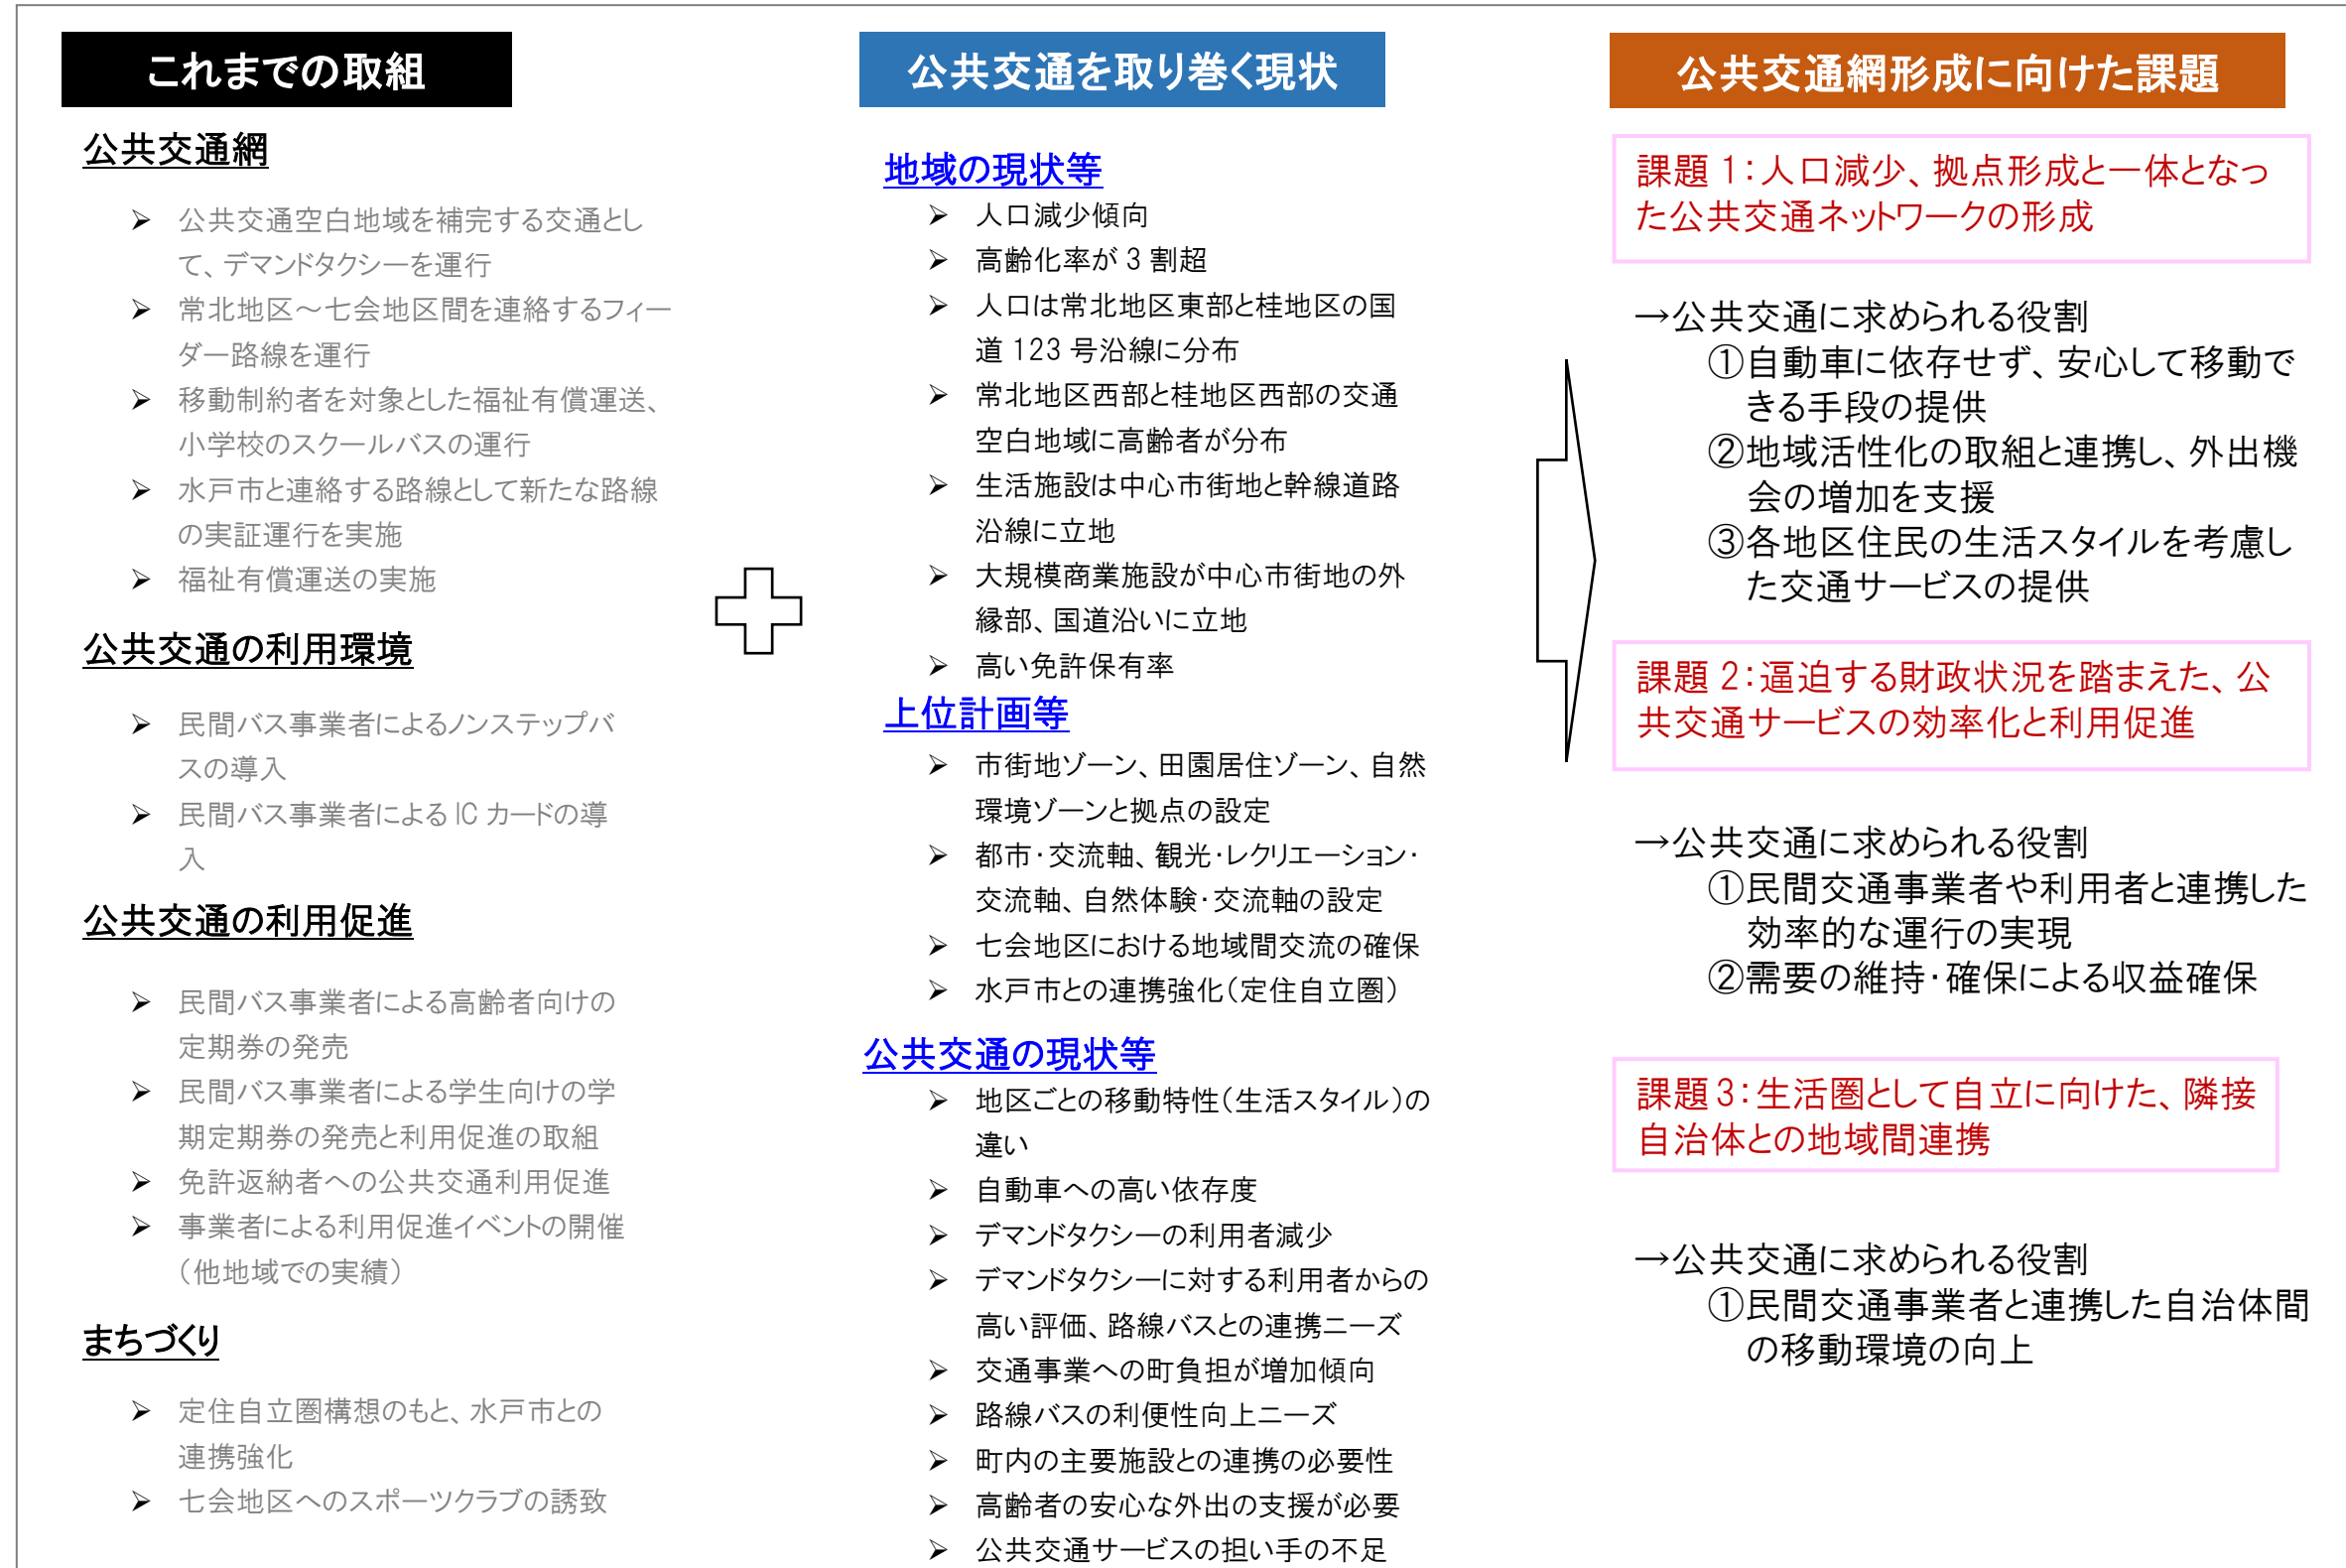 これまでの取組
公共交通網
➢ 公共交通空白地域を補完する交通とし
て、デマンドタクシーを運行
➢ 常北地区～七会地区間を連絡するフィー
ダー路線を運行
➢ 移動制約者を対象とした福祉有償運送、
小学校のスクールバスの運行
➢ 水戸市と連絡する路線として新たな路線
の実証運行を実施
➢ 福祉有償運送の実施
公共交通の利用環境
➢ 民間バス事業者によるノンステップバ
スの導入
➢ 民間バス事業者による IC カードの導
入
公共交通の利用促進
➢ 民間バス事業者による高齢者向けの
定期券の発売
➢ 民間バス事業者による学生向けの学
期定期券の発売と利用促進の取組
➢ 免許返納者への公共交通利用促進
➢ 事業者による利用促進イベントの開催
（他地域での実績）
まちづくり
➢ 定住自立圏構想のもと、水戸市との
連携強化
➢ 七会地区へのスポーツクラブの誘致
公共交通を取り巻く現状
地域の現状等
➢ 人口減少傾向
➢ 高齢化率が 3 割超
➢ 人口は常北地区東部と桂地区の国
道 123 号沿線に分布
➢ 常北地区西部と桂地区西部の交通
空白地域に高齢者が分布
➢ 生活施設は中心市街地と幹線道路
沿線に立地
➢ 大規模商業施設が中心市街地の外
縁部、国道沿いに立地
➢ 高い免許保有率
上位計画等
➢ 市街地ゾーン、田園居住ゾーン、自然
環境ゾーンと拠点の設定
➢ 都市・交流軸、観光・レクリエーション・
交流軸、自然体験・交流軸の設定
➢ 七会地区における地域間交流の確保
➢ 水戸市との連携強化（定住自立圏）
公共交通の現状等
➢ 地区ごとの移動特性（生活スタイル）の
違い
➢ 自動車への高い依存度
➢ デマンドタクシーの利用者減少
➢ デマンドタクシーに対する利用者からの
高い評価、路線バスとの連携ニーズ
➢ 交通事業への町負担が増加傾向
➢ 路線バスの利便性向上ニーズ
➢ 町内の主要施設との連携の必要性
➢ 高齢者の安心な外出の支援が必要
➢ 公共交通サービスの担い手の不足
公共交通網形成に向けた課題
課題 1：人口減少、拠点形成と一体となっ
た公共交通ネットワークの形成
→公共交通に求められる役割
①自動車に依存せず、安心して移動で
きる手段の提供
②地域活性化の取組と連携し、外出機
会の増加を支援
③各地区住民の生活スタイルを考慮し
た交通サービスの提供
課題 2：逼迫する財政状況を踏まえた、公
共交通サービスの効率化と利用促進
→公共交通に求められる役割
①民間交通事業者や利用者と連携した
効率的な運行の実現
②需要の維持・確保による収益確保
課題 3：生活圏として自立に向けた、隣接
自治体との地域間連携
→公共交通に求められる役割
①民間交通事業者と連携した自治体間
の移動環境の向上